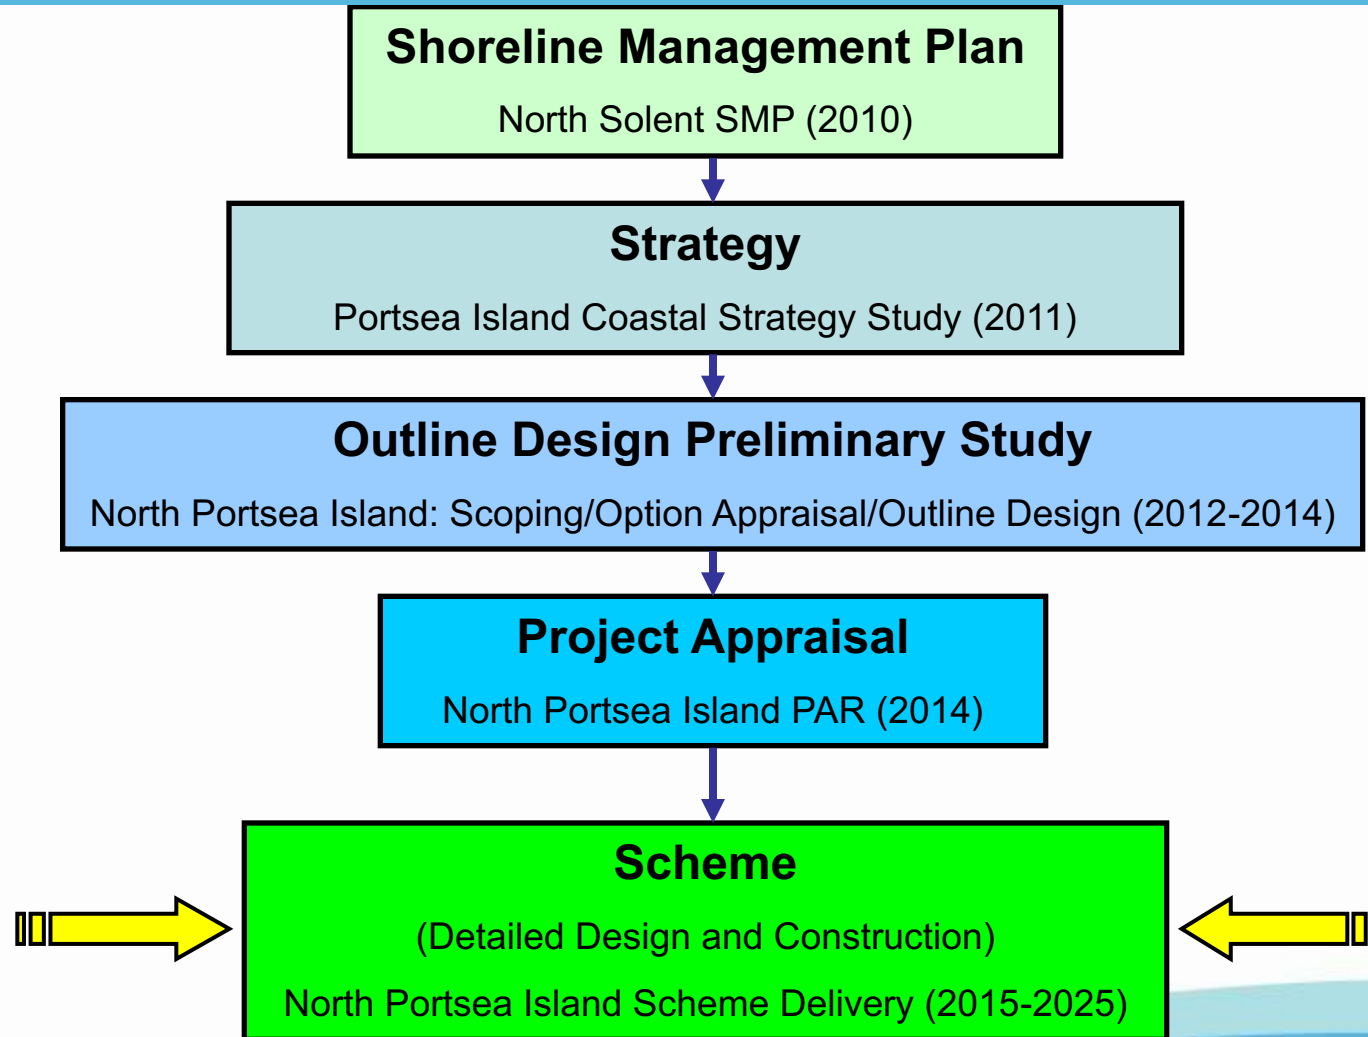 Shoreline Management Plan
North Solent SMP (2010)
Strategy
Portsea Island Coastal Strategy Study (2011)
Outline Design Preliminary Study
North Portsea Island: Scoping/Option Appraisal/Outline Design (2012-2014)
Project Appraisal
North Portsea Island PAR (2014)
Scheme
(Detailed Design and Construction)
North Portsea Island Scheme Delivery (2015-2025)